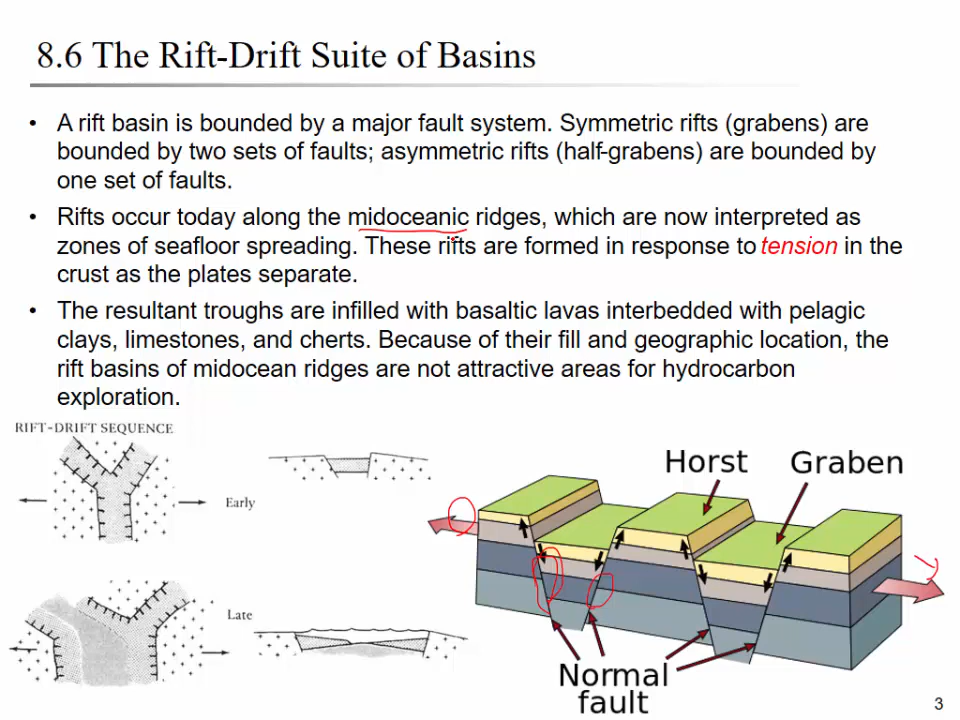 8.6 The Rift-Drift Suite of Basins
• A rift basin is bounded by a major fault system. Symmetric rifts (grabens) are
bounded by two sets of faults; asymmetric rifts (half-grabens) are bounded by
one set of faults.
• Rifts occur today along the midoceanic ridges, which are now interpreted as
zones of seafloor spreading. These rifts are formed in response to tension in the
crust as the plates separate.
• The resultant troughs are infilled with basaltic lavas interbedded with pelagic
clays, limestones, and cherts. Because of their fill and geographic location, the
rift basins of midocean ridges are not attractive areas for hydrocarbon
exploration.
RIFT-DRIFT SEQUENCE
Early
Late
Horst
Graben
Normal
fault
3